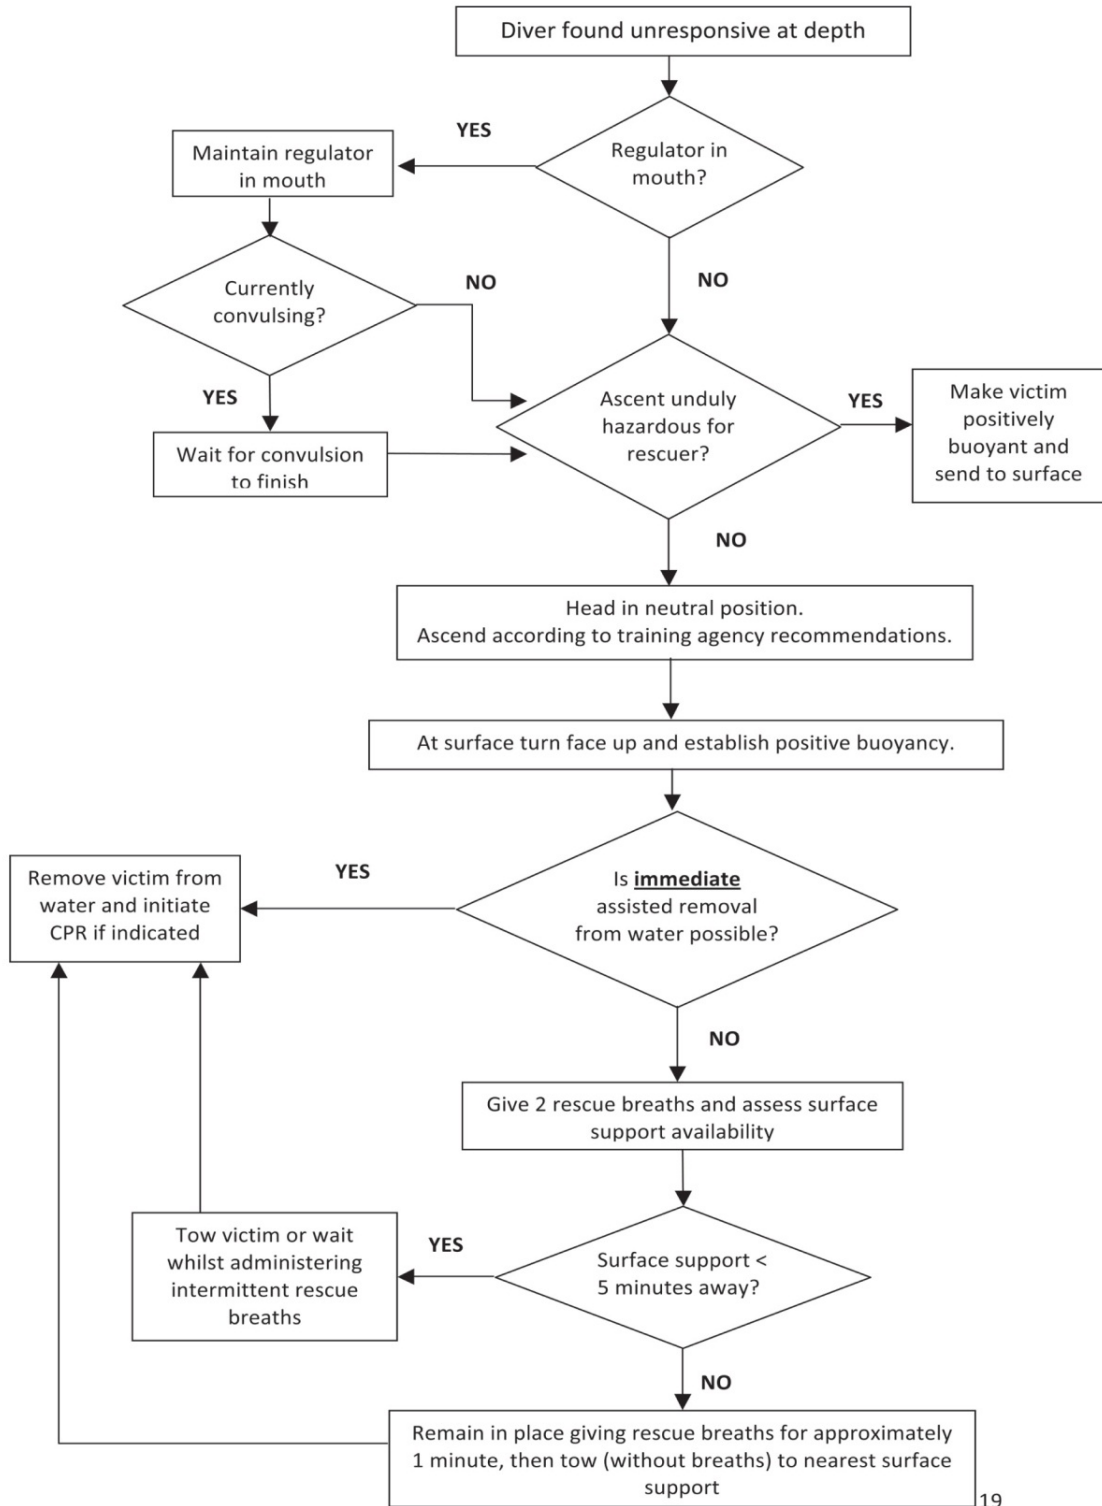 Diver found unresponsive at depth
Regulator in
mouth?
YES
Maintain regulator
in mouth
Currently
convulsing?
NO
YES
Wait for convulsion
to finish
NO
Ascent unduly
hazardous for
rescuer?
YES
Make victim
positively
buoyant and
send to surface
NO
Head in neutral position.
Ascend according to training agency recommendations.
At surface turn face up and establish positive buoyancy.
Is immediate
assisted removal
from water possible?
YES
Remove victim from
water and initiate
CPR if indicated
NO
Give 2 rescue breaths and assess surface
support availability
Surface support <
5 minutes away?
YES
Tow victim or wait
whilst administering
intermittent rescue
breaths
NO
Remain in place giving rescue breaths for approximately
1 minute, then tow (without breaths) to nearest surface
support
19